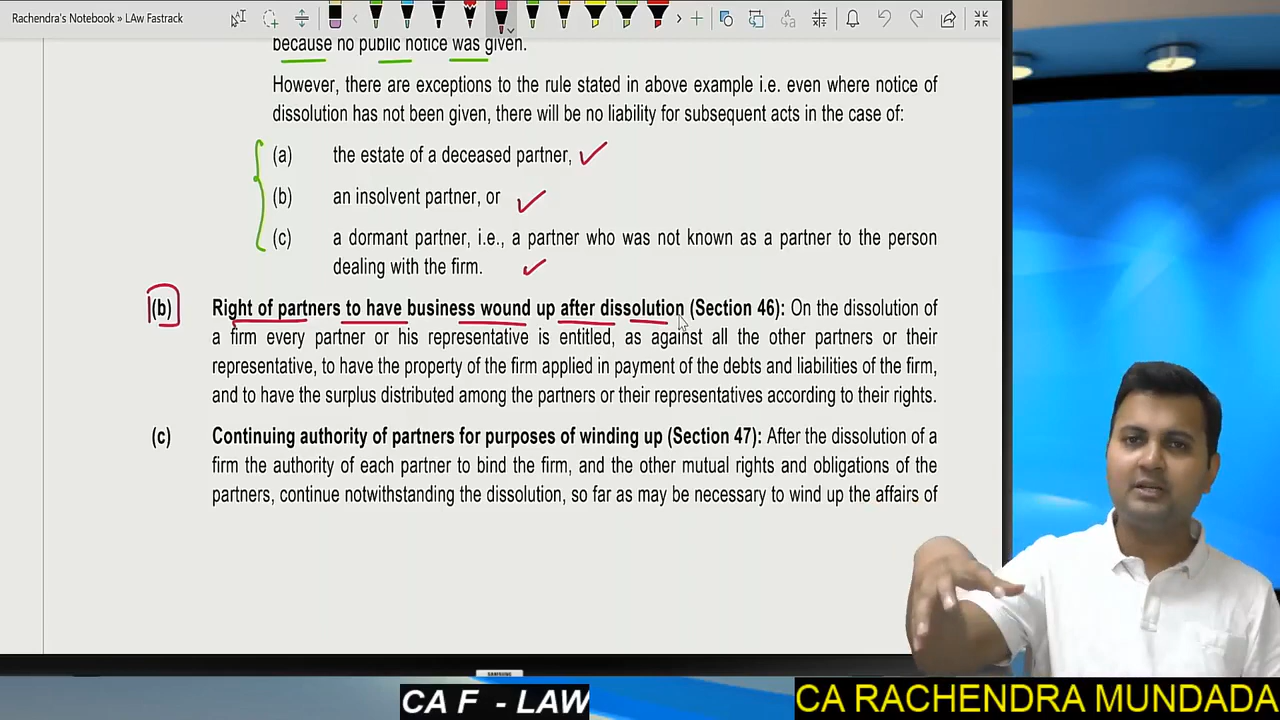 Rachendra's Notebook » LAw Fastrack
because no public notice was given.
However, there are exceptions to the rule stated in above example i.e. even where notice of
dissolution has not been given, there will be no liability for subsequent acts in the case of:
(a) the estate of a deceased partner,
(b) an insolvent partner, or
(c) a dormant partner, i.e., a partner who was not known as a partner to the person
dealing with the firm.
(b) Right of partners to have business wound up after dissolution (Section 46): On the dissolution of
a firm every partner or his representative is entitled, as against all the other partners or their
representative, to have the property of the firm applied in payment of the debts and liabilities of the firm,
and to have the surplus distributed among the partners or their representatives according to their rights.
(c) Continuing authority of partners for purposes of winding up (Section 47): After the dissolution of a
firm the authority of each partner to bind the firm, and the other mutual rights and obligations of the
partners, continue notwithstanding the dissolution, so far as may be necessary to wind up the affairs of
SAMSUNG
CA F - LAW
CA RACHENDRA MUNDADA